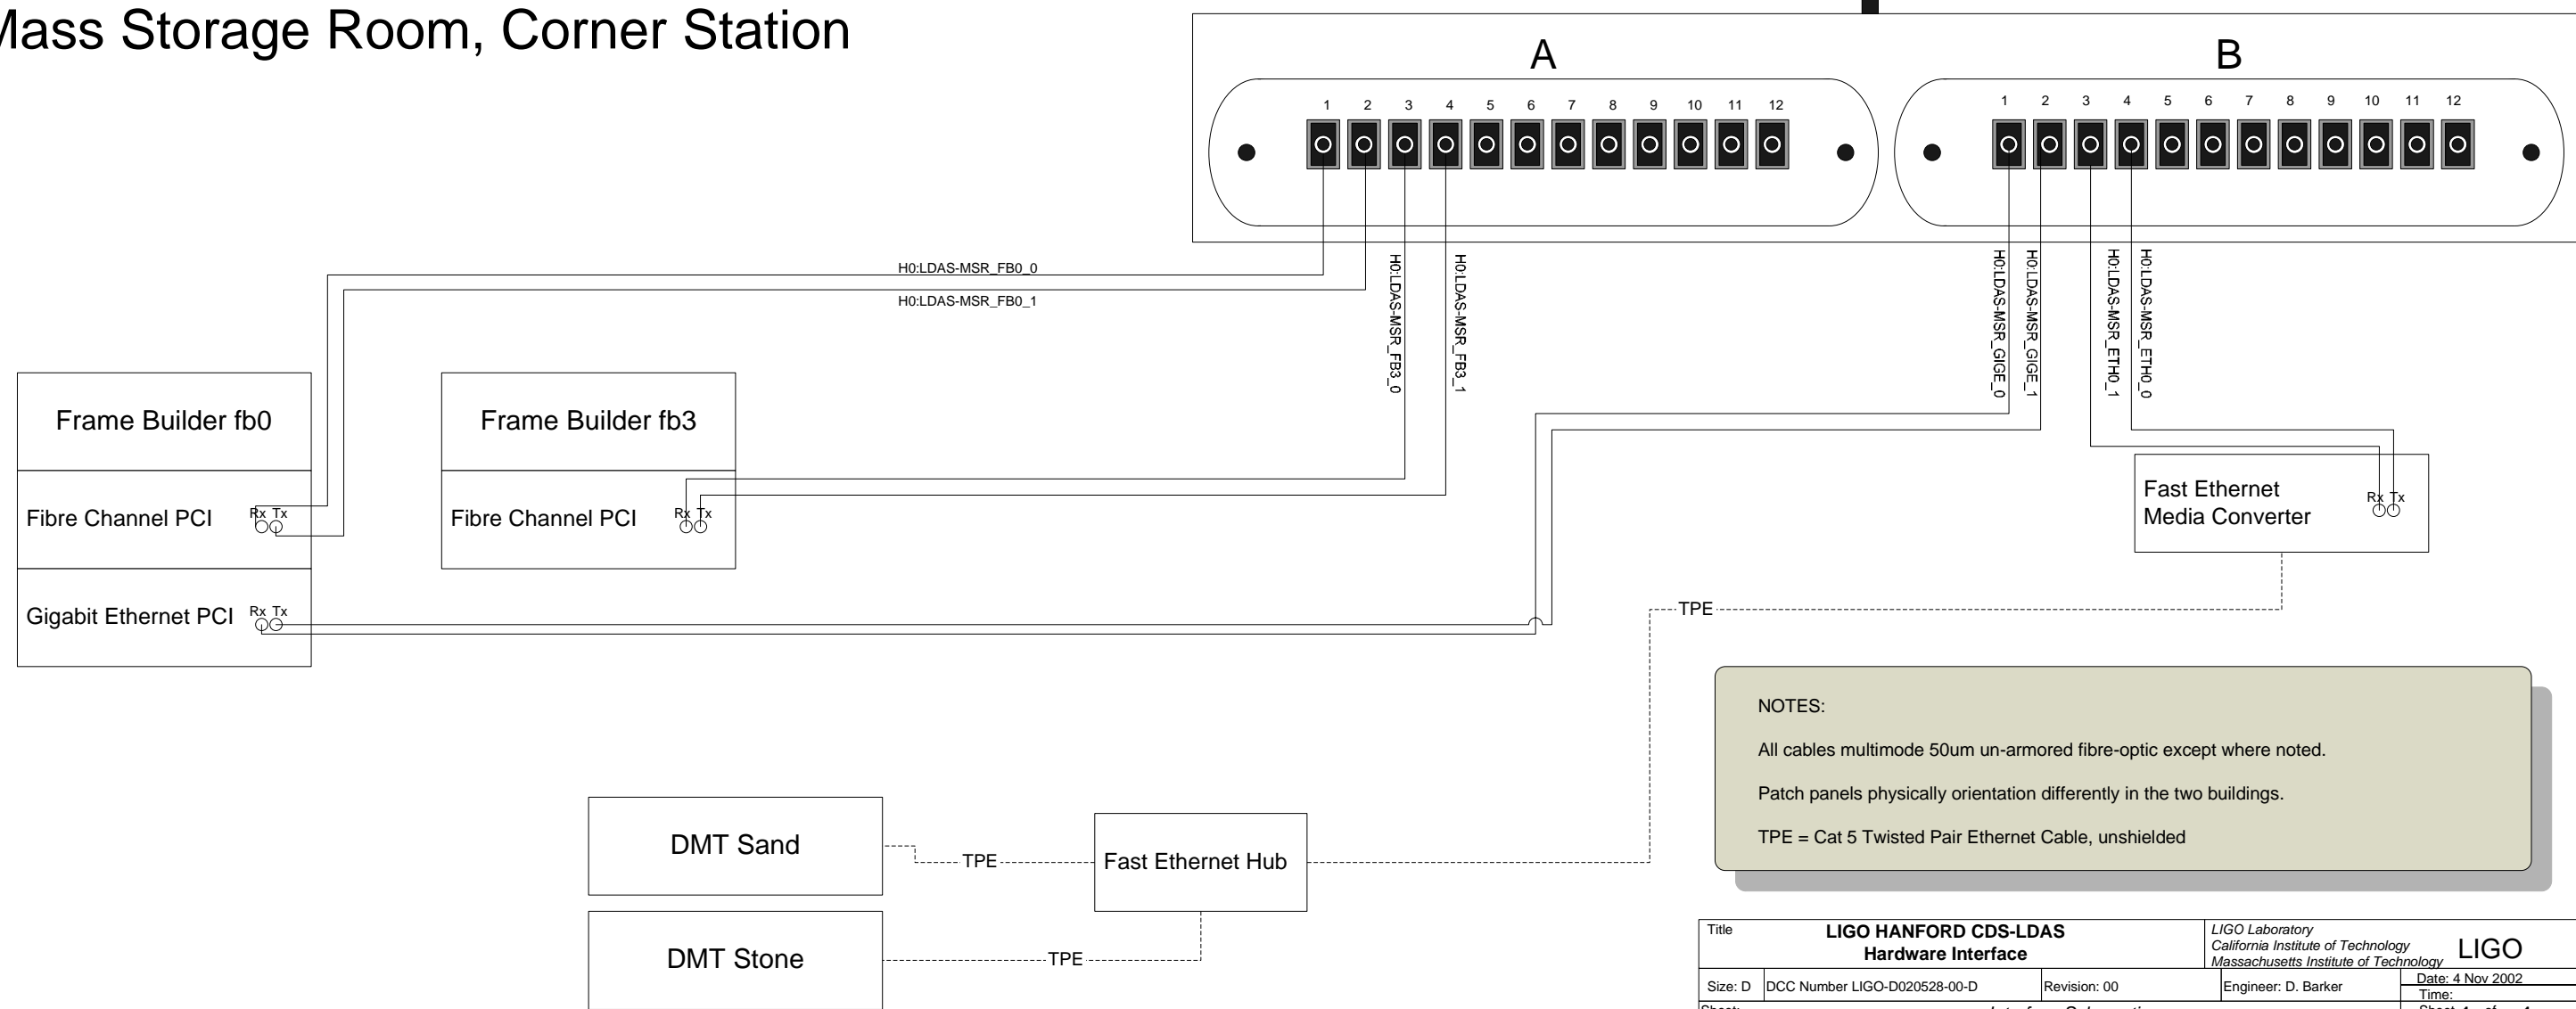 Mass Storage Room, Corner Station
A
B
1 2 3 4 5 6 7 8 9 10 11 12
1 2 3 4 5 6 7 8 9 10 11 12
H0:LDAS-MSR_FB0_0
H0:LDAS-MSR_FB0_1
H0:LDAS-MSR_FB3_0
H0:LDAS-MSR_FB3_1
H0:LDAS-MSR_GIGE_0
H0:LDAS-MSR_GIGE_1
H0:LDAS-MSR_ETH0_1
H0:LDAS-MSR_ETH0_0
Frame Builder fb0
Fibre Channel PCI
Rx Tx
Gigabit Ethernet PCI
Rx Tx
Frame Builder fb3
Fibre Channel PCI
Rx Tx
Fast Ethernet
Media Converter
Rx Tx
TPE
NOTES:
All cables multimode 50um un-armored fibre-optic except where noted.
Patch panels physically orientation differently in the two buildings.
TPE = Cat 5 Twisted Pair Ethernet Cable, unshielded
DMT Sand
TPE
Fast Ethernet Hub
DMT Stone
TPE
Title
LIGO HANFORD CDS-LDAS
Hardware Interface
LIGO Laboratory
California Institute of Technology
Massachusetts Institute of Technology
LIGO
Size: D
DCC Number LIGO-D020528-00-D
Revision: 00
Engineer: D. Barker
Date: 4 Nov 2002
Time: